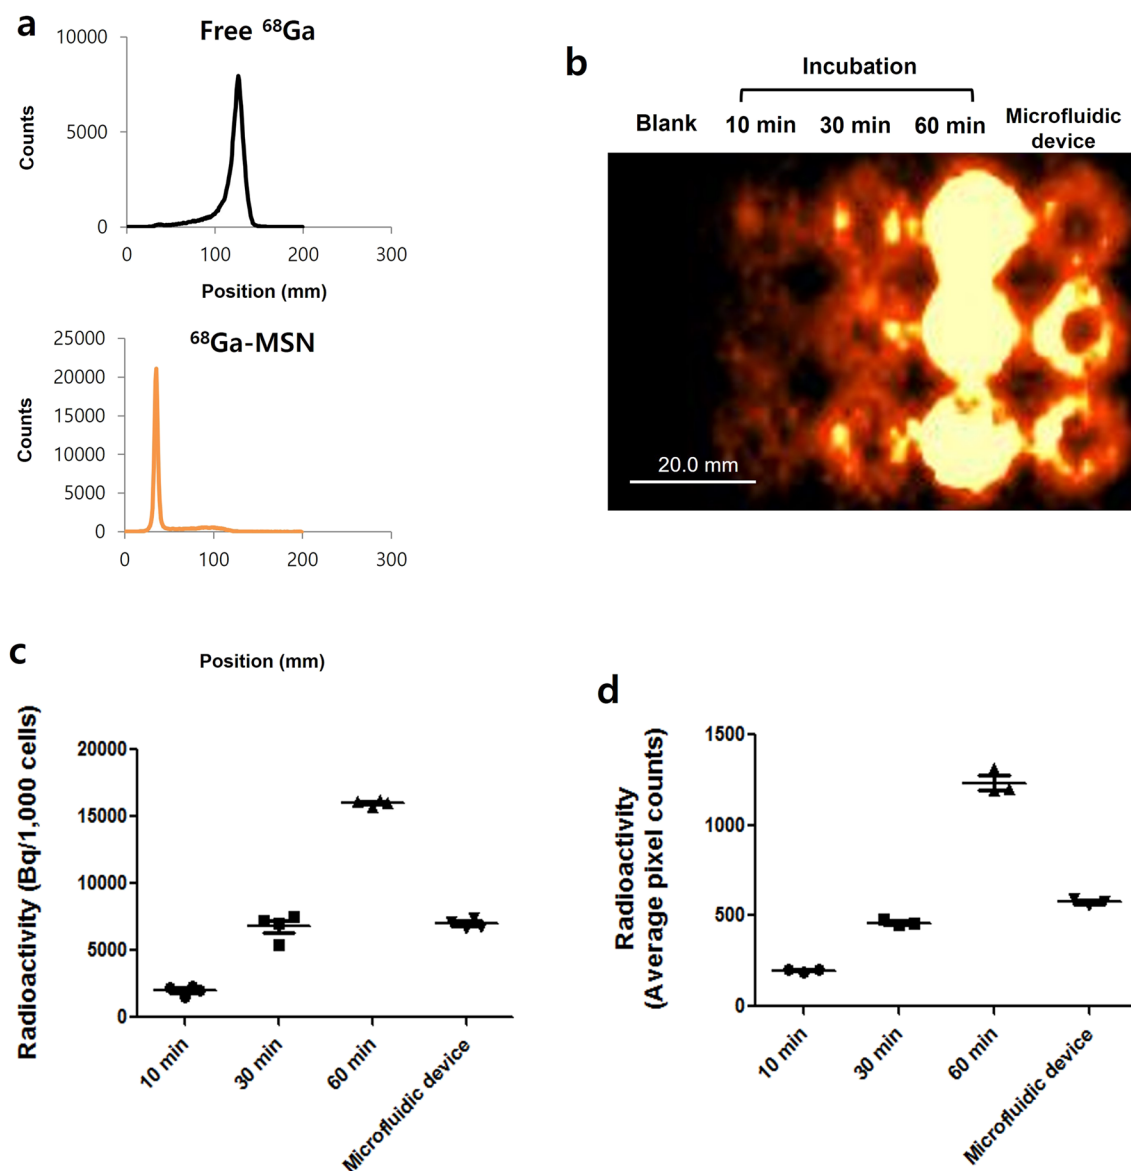 a
Free ⁶⁸Ga
10000
5000
0
Counts
0 100 200 300
Position (mm)
⁶⁸Ga-MSN
25000
20000
15000
10000
5000
0
Counts
0 100 200 300
Position (mm)
b
Incubation
Blank 10 min 30 min 60 min Microfluidic
device
20.0 mm
c
Radioactivity (Bq/1,000 cells)
20000
15000
10000
5000
0
10 min
30 min
60 min
Microfluidic device
d
Radioactivity
(Average pixel counts)
1500
1000
500
0
10 min
30 min
60 min
Microfluidic device